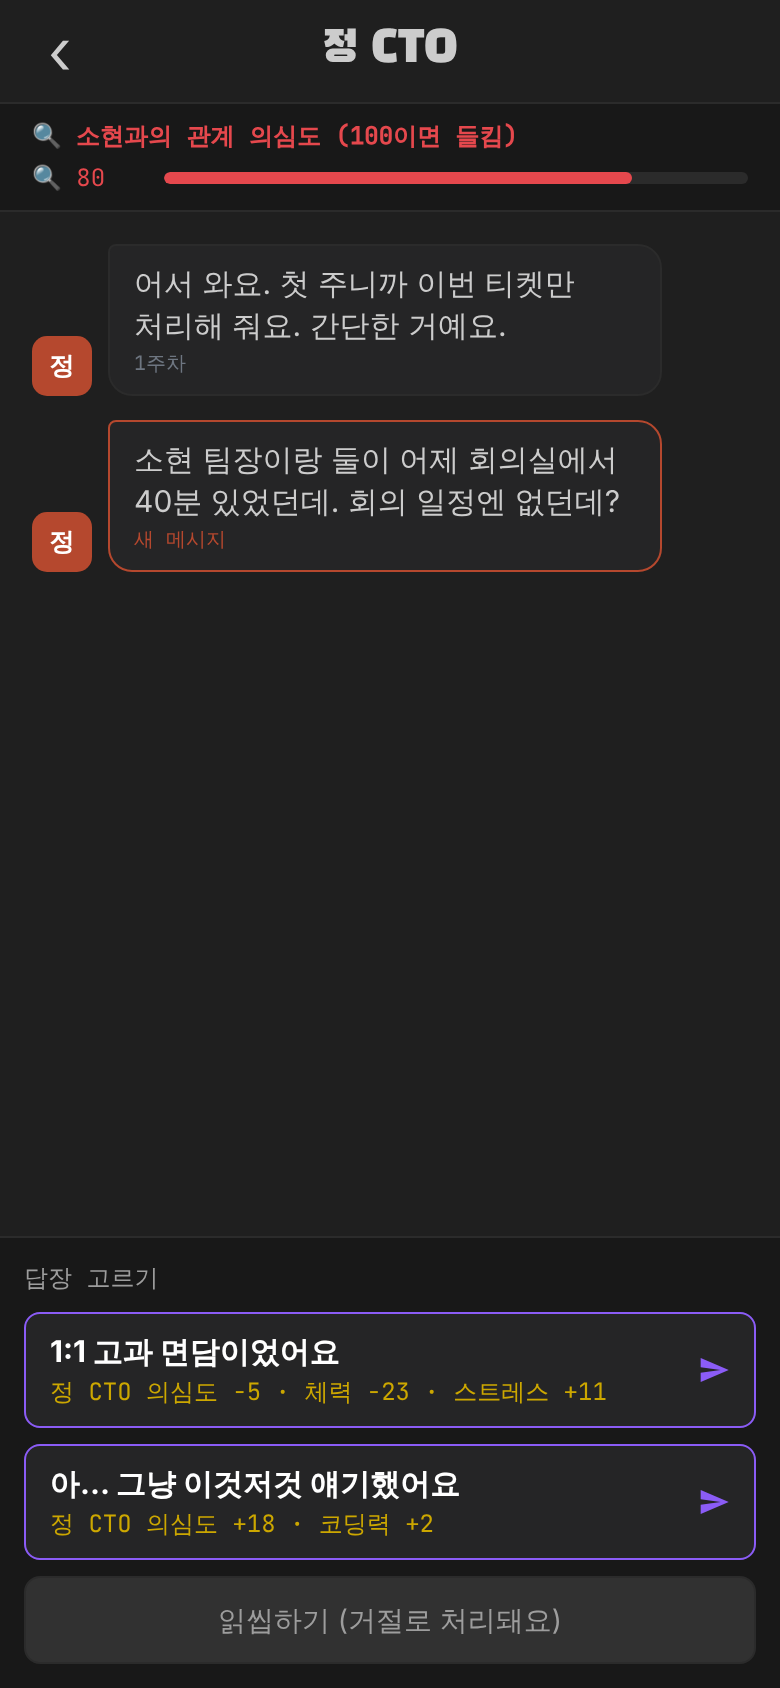 정 CTO
소현과의 관계 의심도 (100이면 들킴)
80
어서 와요. 첫 주니까 이번 티켓만
처리해 줘요. 간단한 거예요.
1주차
정
소현 팀장이랑 둘이 어제 회의실에서
40분 있었던데. 회의 일정엔 없던데?
새 메시지
정
답장 고르기
1:1 고과 면담이었어요
정 CTO 의심도 -5 · 체력 -23 · 스트레스 +11
아... 그냥 이것저것 얘기했어요
정 CTO 의심도 +18 · 코딩력 +2
읽씹하기 (거절로 처리돼요)